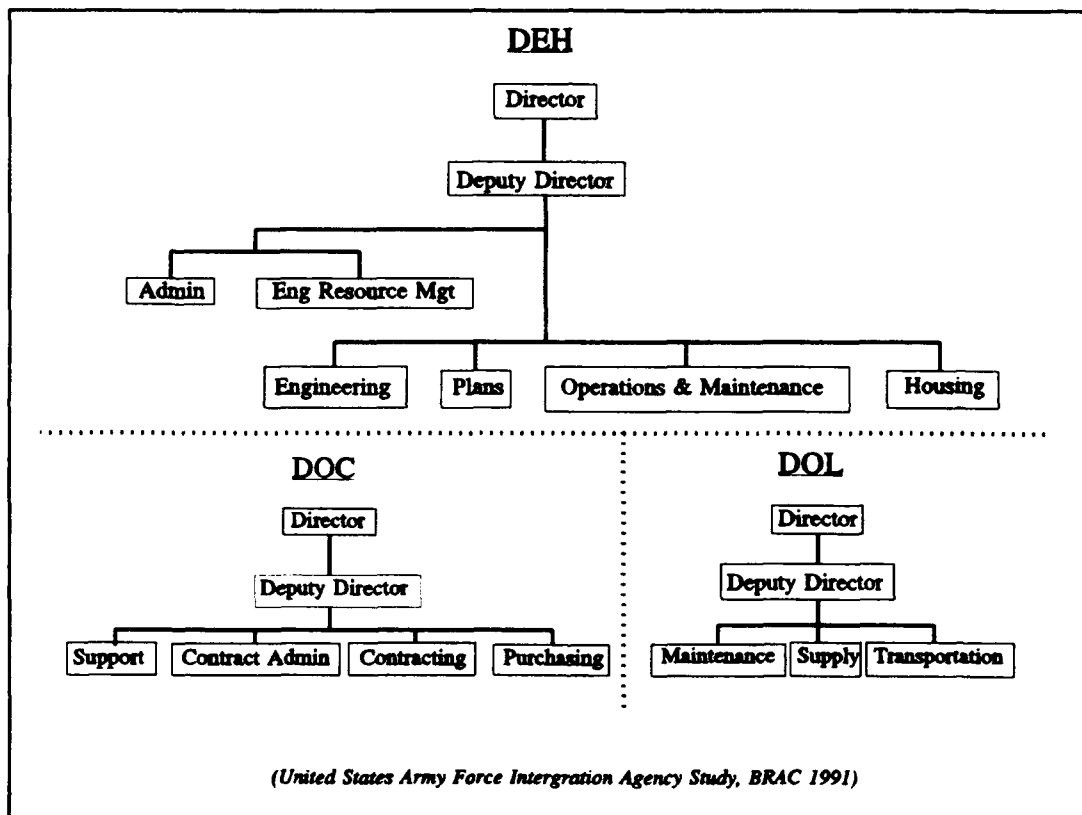 DEH
Director
Deputy Director
Admin
Eng Resource Mgt
Engineering
Plans
Operations & Maintenance
Housing
DOC
Director
Deputy Director
Support
Contract Admin
Contracting
Purchasing
DOL
Director
Deputy Director
Maintenance
Supply
Transportation
(United States Army Force Intergration Agency Study, BRAC 1991)